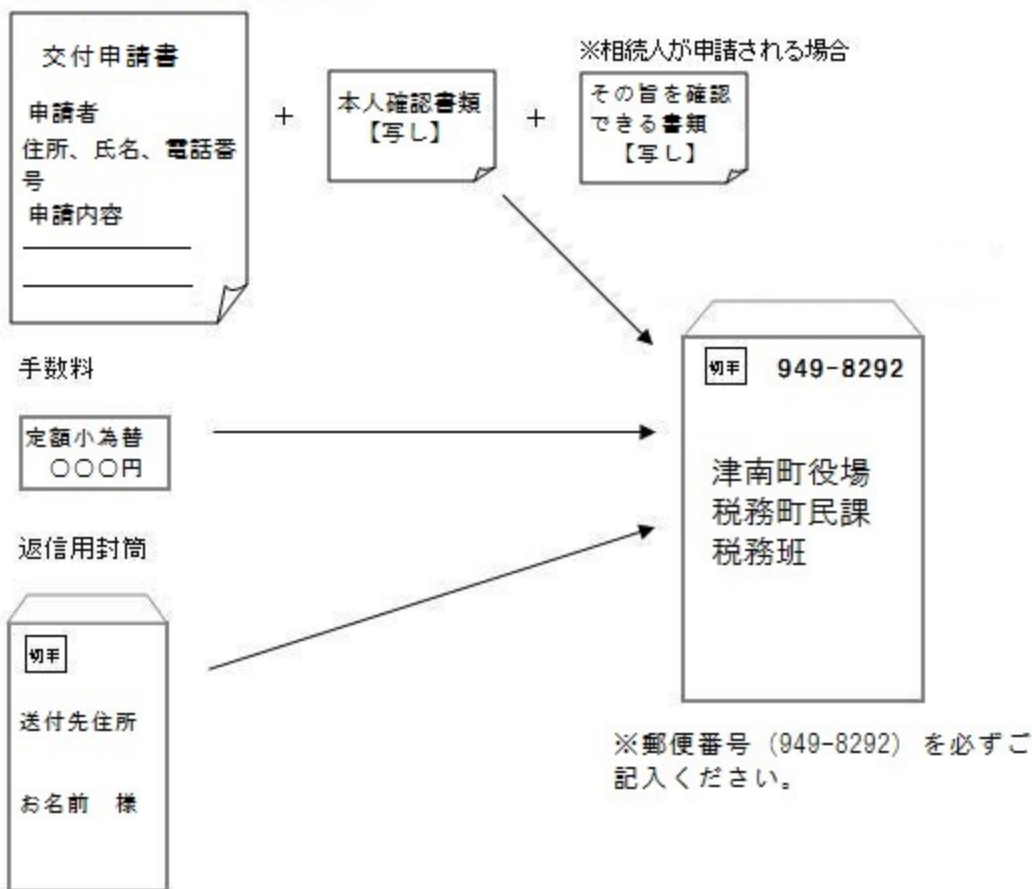 交付申請書
申請者
住所、氏名、電話番
号
申請内容
+
本人確認書類
【写し】
+
※相続人が申請される場合
その旨を確認
できる書類
【写し】
手数料
定額小為替
○○○円
返信用封筒
切手
送付先住所
お名前　様
切手 949-8292
津南町役場
税務町民課
税務班
※郵便番号（949-8292）を必ずご
記入ください。